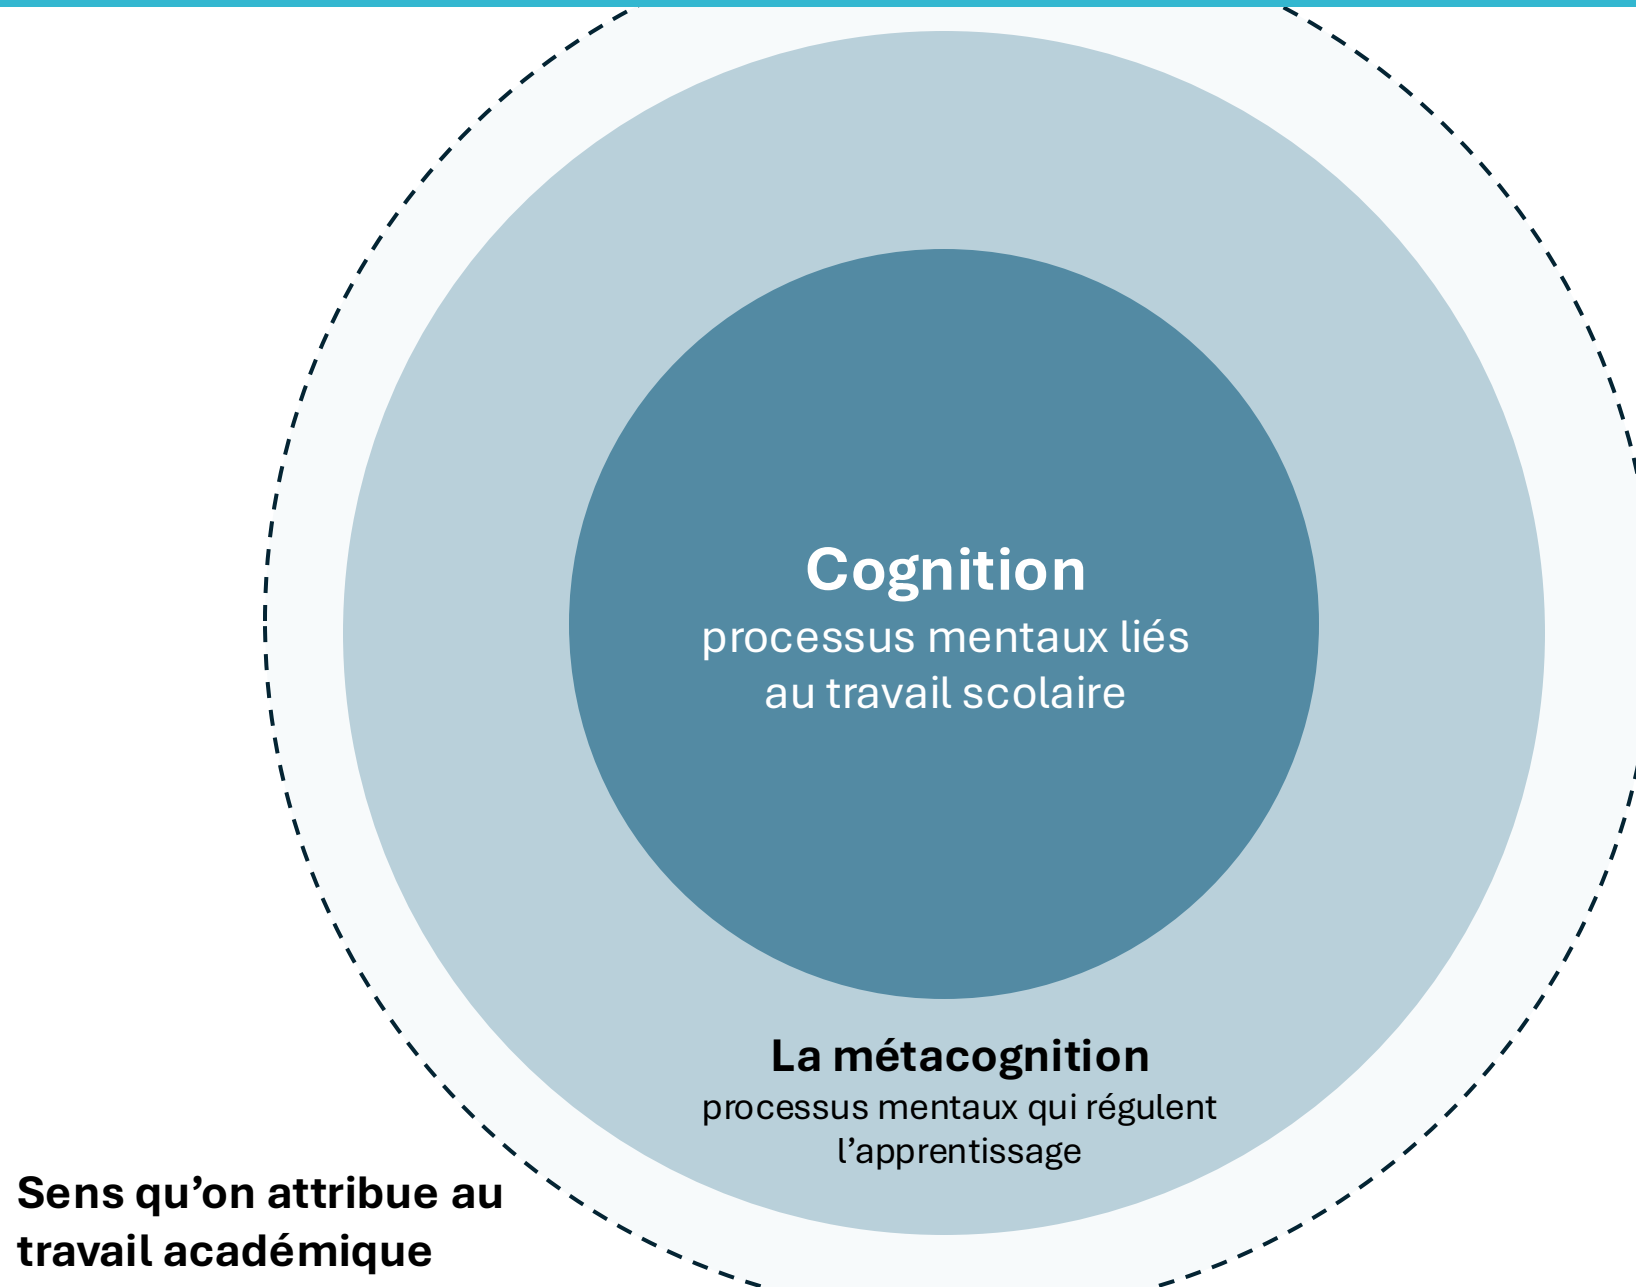 Cognition
processus mentaux liés
au travail scolaire
La métacognition
processus mentaux qui régulent
l’apprentissage
Sens qu’on attribue au
travail académique